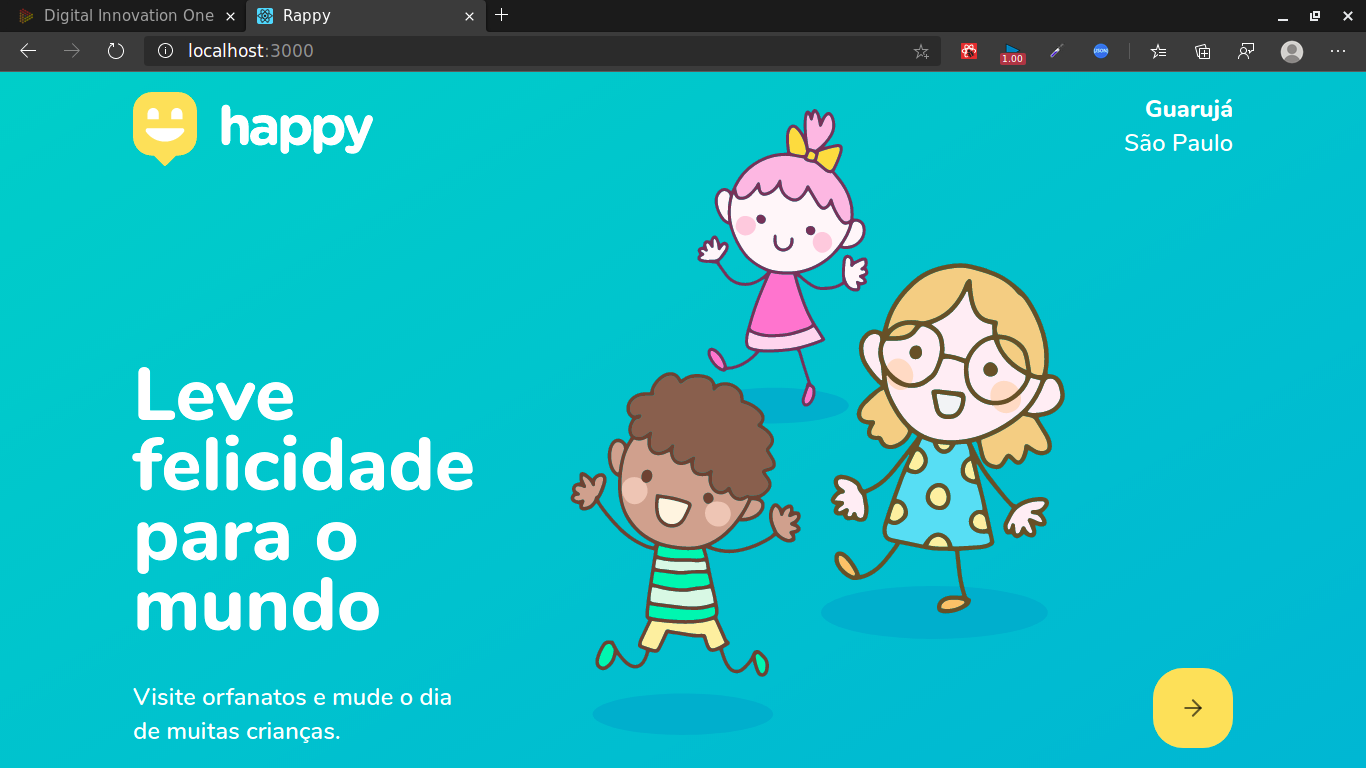 Digital Innovation One
Rappy
localhost:3000
1.00
happy
Guarujá
São Paulo
Leve
felicidade
para o
mundo
Visite orfanatos e mude o dia
de muitas crianças.